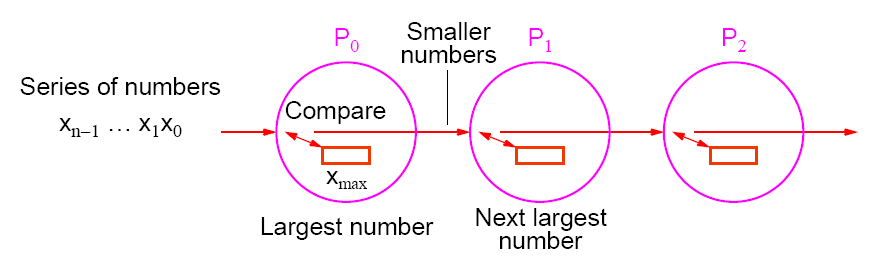 P0
Smaller
numbers
P1
P2
Series of numbers
xn–1 … x1x0
Compare
xmax
Largest number
Next largest
number